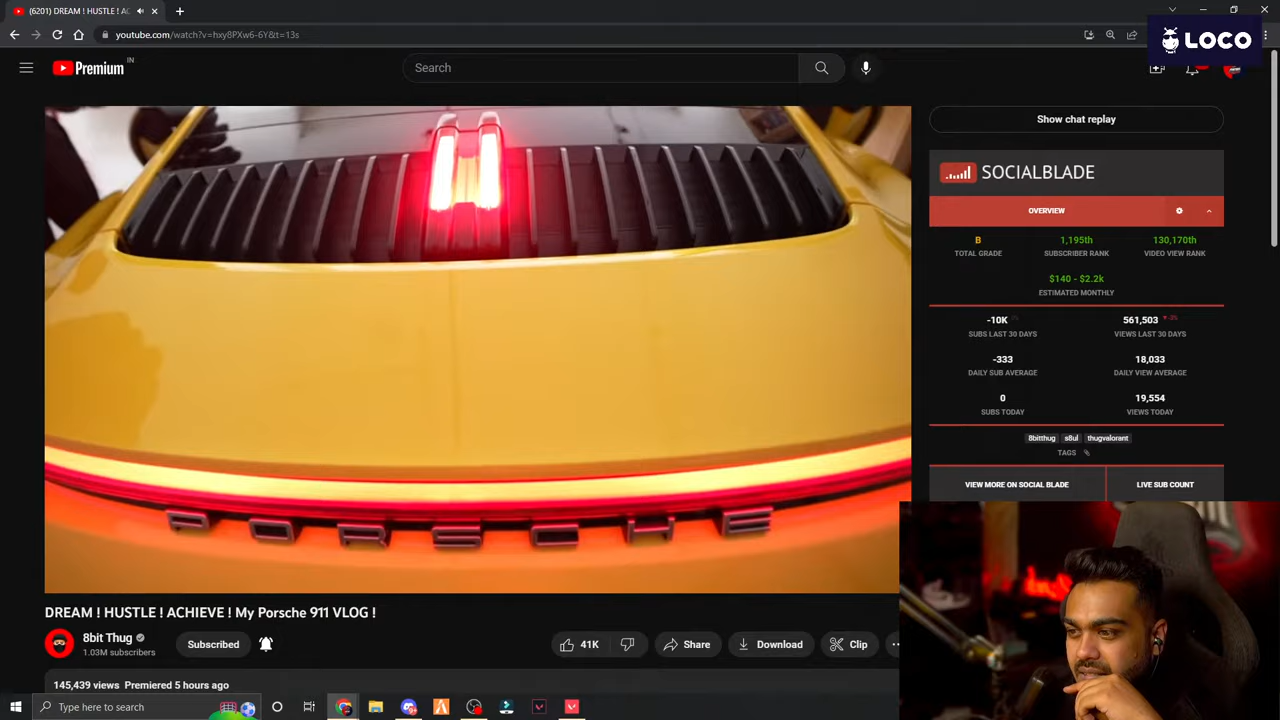 (6201) DREAM ! HUSTLE ! AC
youtube.com/watch?v=hxy8PXw6-6Y&t=13s
LOCO
Premium IN
Search
Show chat replay
SOCIALBLADE
OVERVIEW
B
1,195th
130,170th
TOTAL GRADE
SUBSCRIBER RANK
VIDEO VIEW RANK
$140 - $2.2k
ESTIMATED MONTHLY
-10K
561,503
SUBS LAST 30 DAYS
VIEWS LAST 30 DAYS
-333
18,033
DAILY SUB AVERAGE
DAILY VIEW AVERAGE
0
19,554
SUBS TODAY
VIEWS TODAY
8bitthug s8ul thugvalorant
TAGS
VIEW MORE ON SOCIAL BLADE
LIVE SUB COUNT
PORSCHE
DREAM ! HUSTLE ! ACHIEVE ! My Porsche 911 VLOG !
8bit Thug
1.03M subscribers
Subscribed
41K
Share
Download
Clip
145,439 views Premiered 5 hours ago
Type here to search